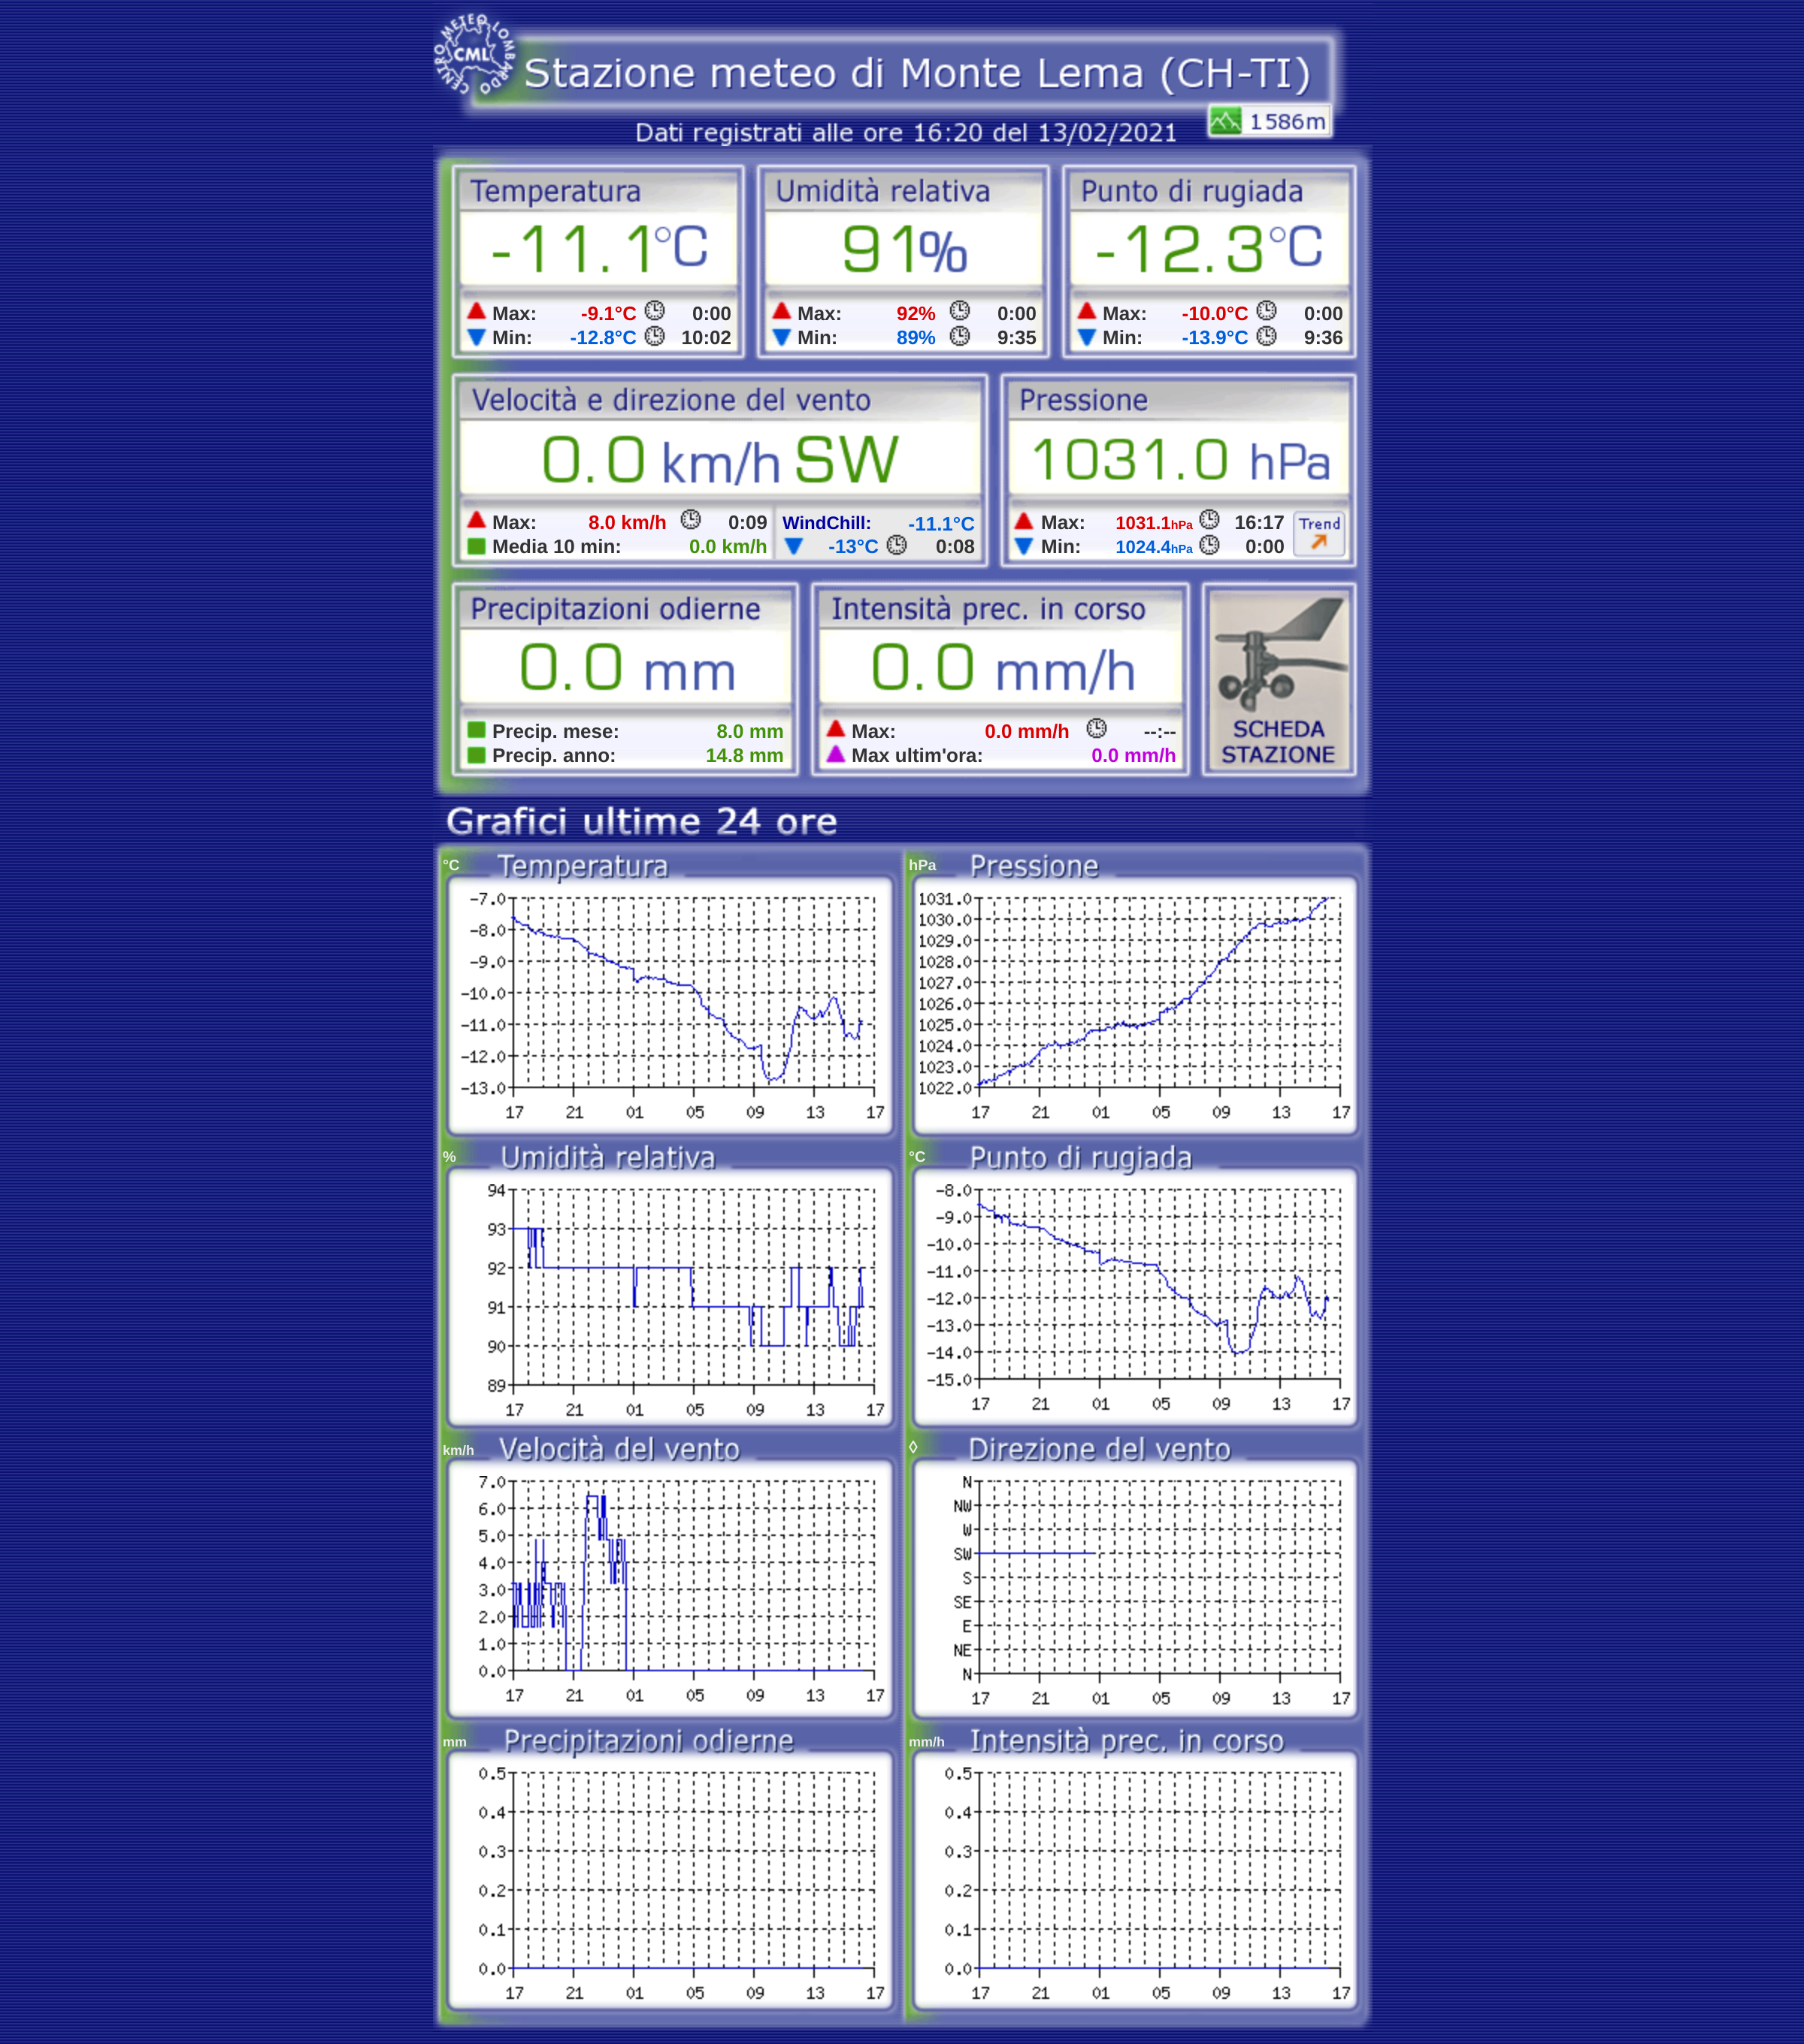 CENTRO METEO LOMBARDO
CML
Stazione meteo di Monte Lema (CH-TI)
1586m
Dati registrati alle ore 16:20 del 13/02/2021
Temperatura Umidità relativa Punto di rugiada
-11.1°C 91% -12.3°C
Max: -9.1°C 0:00 Max: 92% 0:00 Max: -10.0°C 0:00
Min: -12.8°C 10:02 Min: 89% 9:35 Min: -13.9°C 9:36
Velocità e direzione del vento Pressione
0.0 km/h SW 1031.0 hPa
Max: 8.0 km/h 0:09 WindChill: -11.1°C Max: 1031.1hPa 16:17 Trend
Media 10 min: 0.0 km/h -13°C 0:08 Min: 1024.4hPa 0:00
Precipitazioni odierne Intensità prec. in corso
0.0 mm 0.0 mm/h
Precip. mese: 8.0 mm Max: 0.0 mm/h --:-- SCHEDA
Precip. anno: 14.8 mm Max ultim'ora: 0.0 mm/h STAZIONE
Grafici ultime 24 ore
°C Temperatura
-7.0
-8.0
-9.0
-10.0
-11.0
-12.0
-13.0
17 21 01 05 09 13 17
hPa Pressione
1031.0
1030.0
1029.0
1028.0
1027.0
1026.0
1025.0
1024.0
1023.0
1022.0
17 21 01 05 09 13 17
% Umidità relativa
94
93
92
91
90
89
17 21 01 05 09 13 17
°C Punto di rugiada
-8.0
-9.0
-10.0
-11.0
-12.0
-13.0
-14.0
-15.0
17 21 01 05 09 13 17
km/h Velocità del vento
7.0
6.0
5.0
4.0
3.0
2.0
1.0
0.0
17 21 01 05 09 13 17
◊ Direzione del vento
N
NW
W
SW
S
SE
E
NE
N
17 21 01 05 09 13 17
mm Precipitazioni odierne
0.5
0.4
0.3
0.2
0.1
0.0
17 21 01 05 09 13 17
mm/h Intensità prec. in corso
0.5
0.4
0.3
0.2
0.1
0.0
17 21 01 05 09 13 17